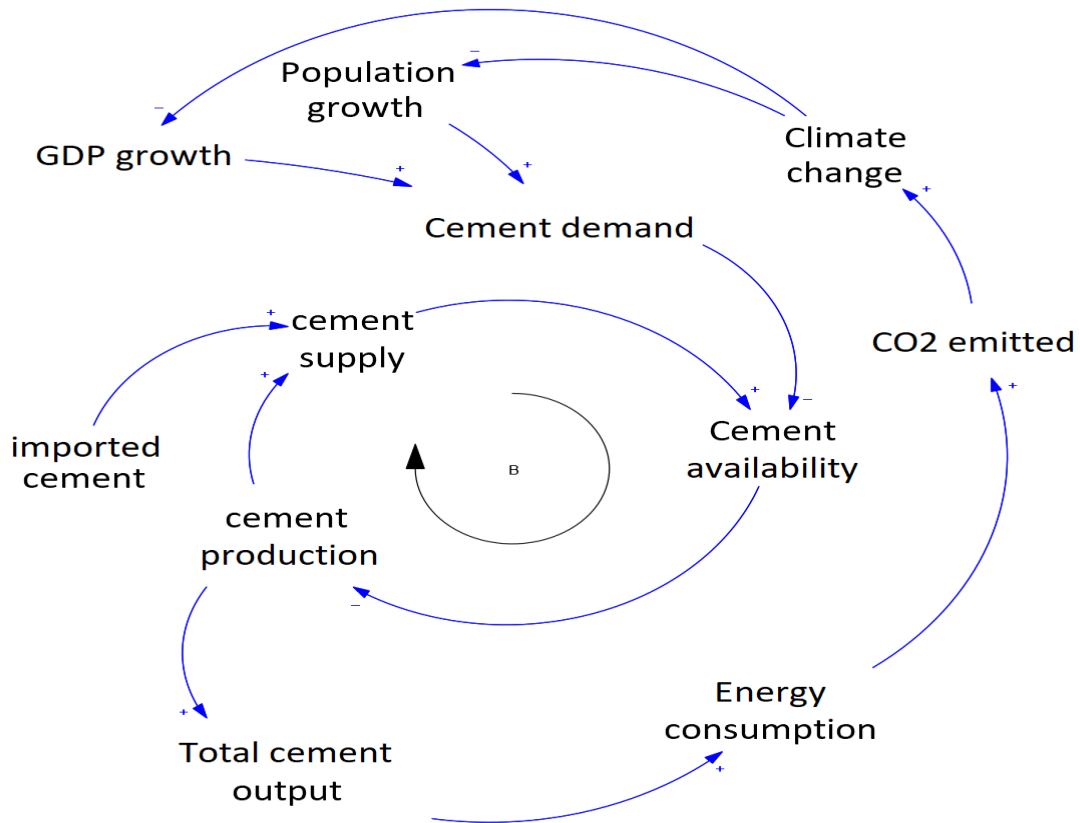 Population
growth
GDP growth
Climate
change
Cement demand
cement
supply
CO2 emitted
imported
cement
Cement
availability
B
cement
production
Energy
consumption
Total cement
output
−
−
+
+
+
+
+
+
−
+
−
+
+